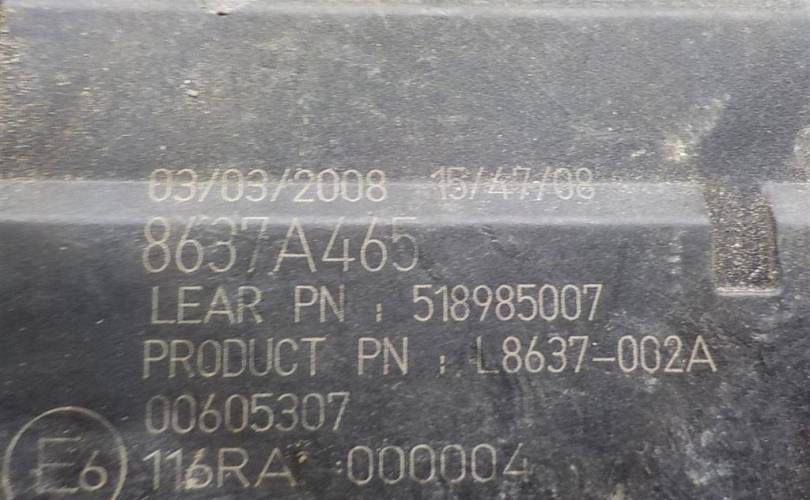 03/03/2008 15/47/08
8637A465
LEAR PN : 518985007
PRODUCT PN : L8637-002A
00605307
E6 116RA :000004